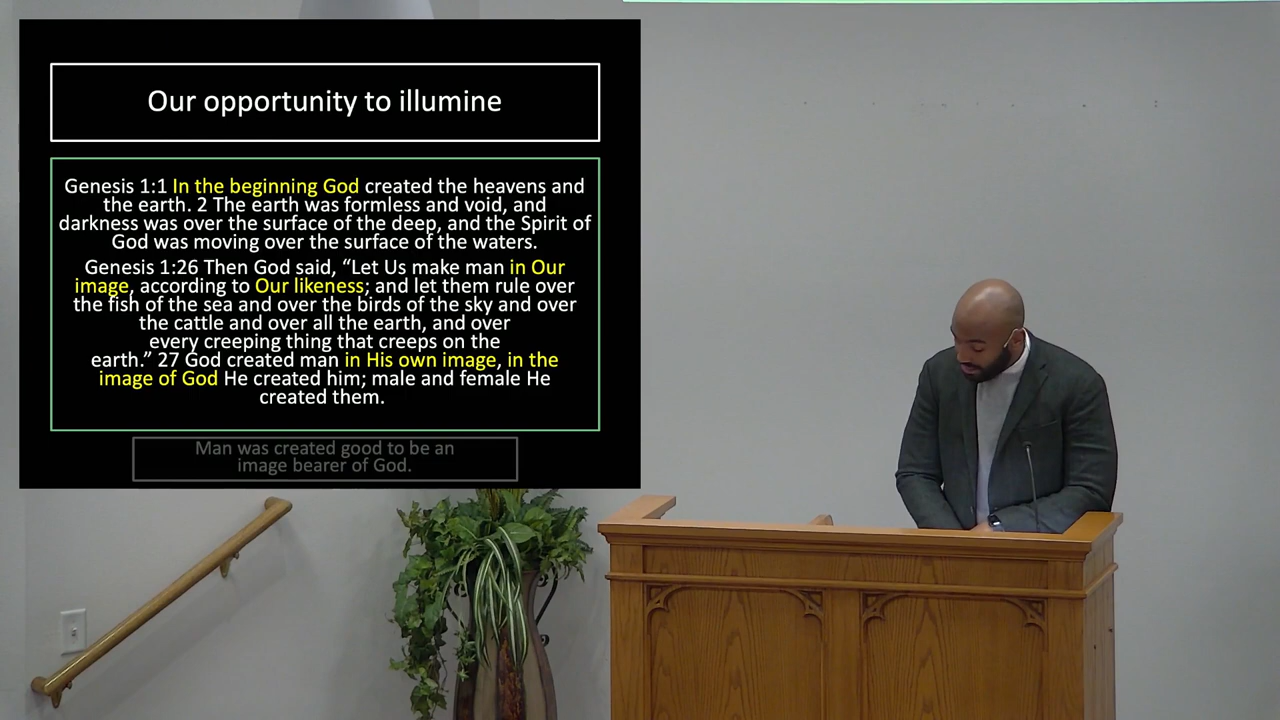 Our opportunity to illumine
Genesis 1:1 In the beginning God created the heavens and
the earth. 2 The earth was formless and void, and
darkness was over the surface of the deep, and the Spirit of
God was moving over the surface of the waters.
Genesis 1:26 Then God said, “Let Us make man in Our
image, according to Our likeness; and let them rule over
the fish of the sea and over the birds of the sky and over
the cattle and over all the earth, and over
every creeping thing that creeps on the
earth.” 27 God created man in His own image, in the
image of God He created him; male and female He
created them.
Man was created good to be an
image bearer of God.